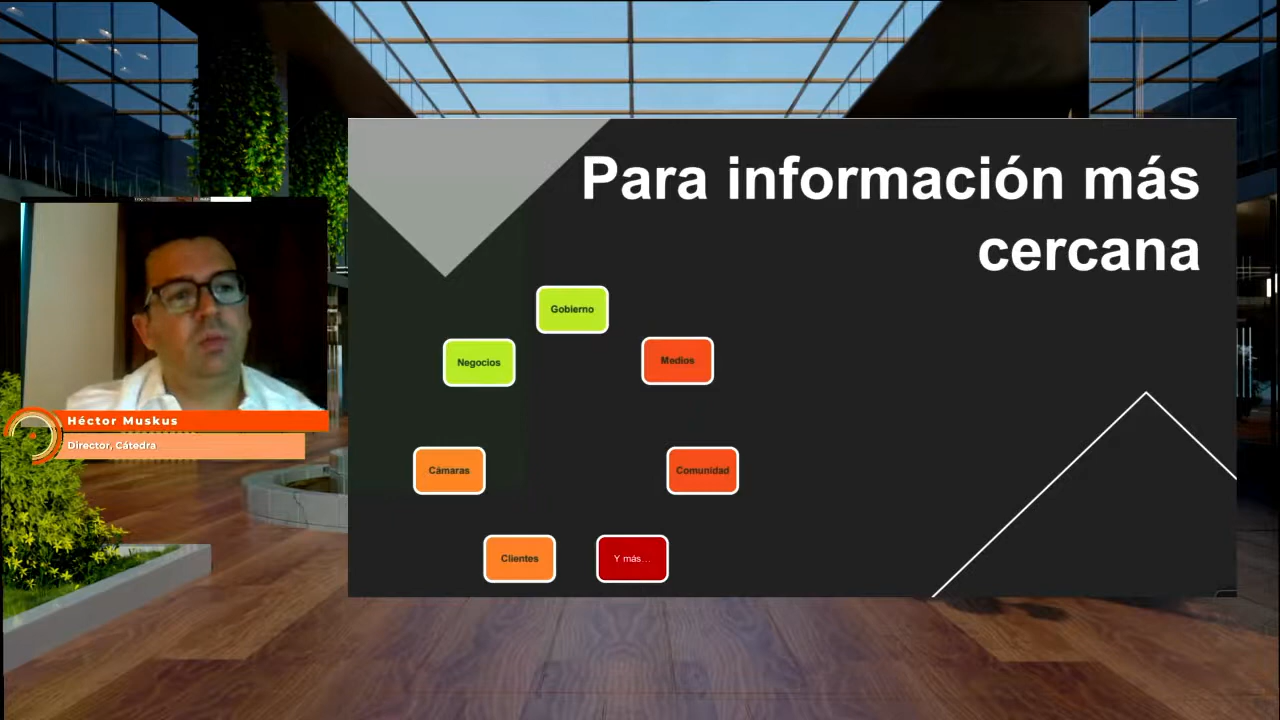 Para información más
cercana
Gobierno
Negocios
Medios
Cámaras
Comunidad
Clientes
Y más…
Héctor Muskus
Director, Cátedra